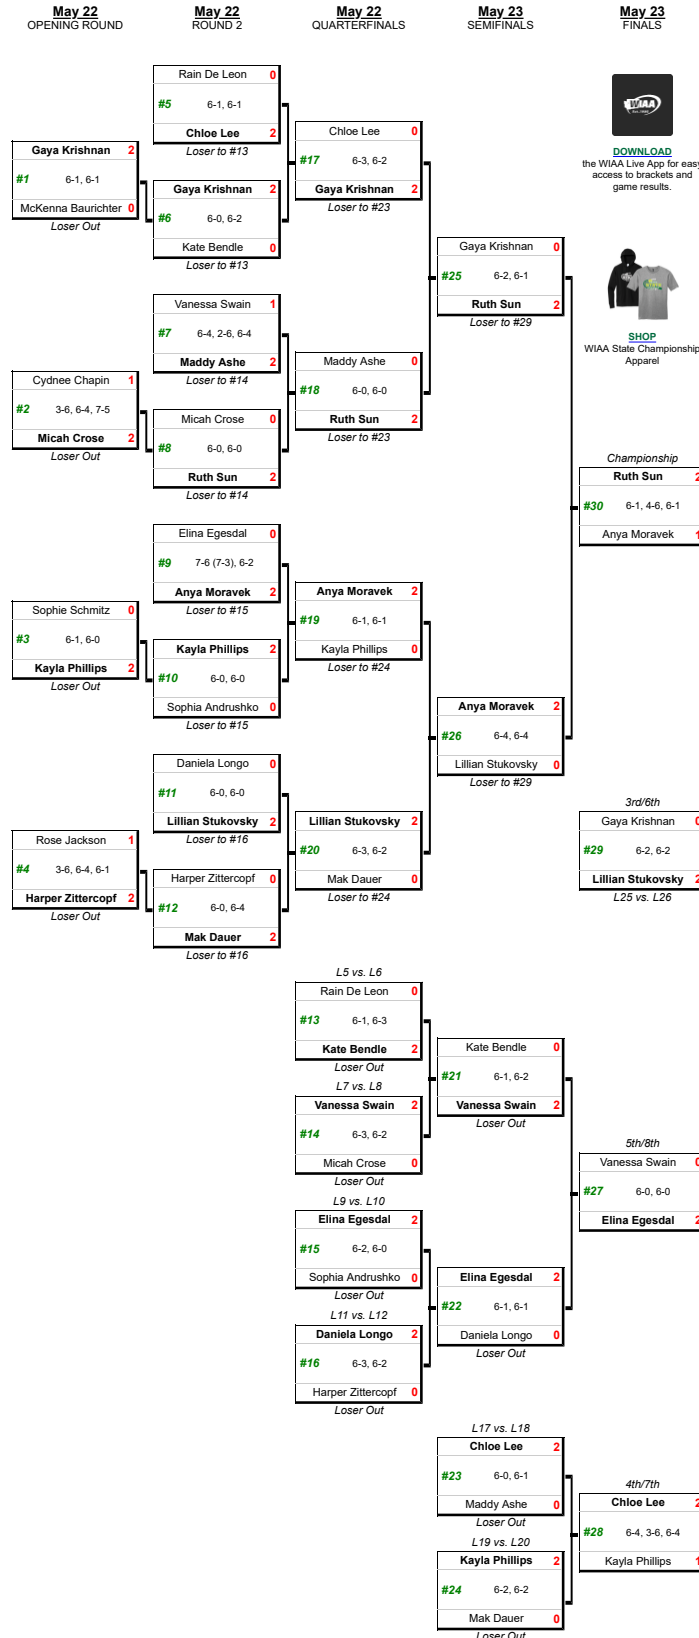 May 22
OPENING ROUND
May 22
ROUND 2
May 22
QUARTERFINALS
May 23
SEMIFINALS
May 23
FINALS
Gaya Krishnan 2
#1 6-1, 6-1
McKenna Baurichter 0
Loser Out
Cydnee Chapin 1
#2 3-6, 6-4, 7-5
Micah Crose 2
Loser Out
Sophie Schmitz 0
#3 6-1, 6-0
Kayla Phillips 2
Loser Out
Rose Jackson 1
#4 3-6, 6-4, 6-1
Harper Zittercopf 2
Loser Out
Rain De Leon 0
#5 6-1, 6-1
Chloe Lee 2
Loser to #13
Gaya Krishnan 2
#6 6-0, 6-2
Kate Bendle 0
Loser to #13
Vanessa Swain 1
#7 6-4, 2-6, 6-4
Maddy Ashe 2
Loser to #14
Micah Crose 0
#8 6-0, 6-0
Ruth Sun 2
Loser to #14
Elina Egesdal 0
#9 7-6 (7-3), 6-2
Anya Moravek 2
Loser to #15
Kayla Phillips 2
#10 6-0, 6-0
Sophia Andrushko 0
Loser to #15
Daniela Longo 0
#11 6-0, 6-0
Lillian Stukovsky 2
Loser to #16
Harper Zittercopf 0
#12 6-0, 6-4
Mak Dauer 2
Loser to #16
Chloe Lee 0
#17 6-3, 6-2
Gaya Krishnan 2
Loser to #23
Maddy Ashe 0
#18 6-0, 6-0
Ruth Sun 2
Loser to #23
Anya Moravek 2
#19 6-1, 6-1
Kayla Phillips 0
Loser to #24
Lillian Stukovsky 2
#20 6-3, 6-2
Mak Dauer 0
Loser to #24
L5 vs. L6
Rain De Leon 0
#13 6-1, 6-3
Kate Bendle 2
Loser Out
L7 vs. L8
Vanessa Swain 2
#14 6-3, 6-2
Micah Crose 0
Loser Out
L9 vs. L10
Elina Egesdal 2
#15 6-2, 6-0
Sophia Andrushko 0
Loser Out
L11 vs. L12
Daniela Longo 2
#16 6-3, 6-2
Harper Zittercopf 0
Loser Out
Gaya Krishnan 0
#25 6-2, 6-1
Ruth Sun 2
Loser to #29
Anya Moravek 2
#26 6-4, 6-4
Lillian Stukovsky 0
Loser to #29
Kate Bendle 0
#21 6-1, 6-2
Vanessa Swain 2
Loser Out
Elina Egesdal 2
#22 6-1, 6-1
Daniela Longo 0
Loser Out
L17 vs. L18
Chloe Lee 2
#23 6-0, 6-1
Maddy Ashe 0
Loser Out
L19 vs. L20
Kayla Phillips 2
#24 6-2, 6-2
Mak Dauer 0
Loser Out
WIAA
DOWNLOAD
the WIAA Live App for easy
access to brackets and
game results.
SHOP
WIAA State Championship
Apparel
Championship
Ruth Sun 2
#30 6-1, 4-6, 6-1
Anya Moravek 1
3rd/6th
Gaya Krishnan 0
#29 6-2, 6-2
Lillian Stukovsky 2
L25 vs. L26
5th/8th
Vanessa Swain 0
#27 6-0, 6-0
Elina Egesdal 2
4th/7th
Chloe Lee 2
#28 6-4, 3-6, 6-4
Kayla Phillips 1